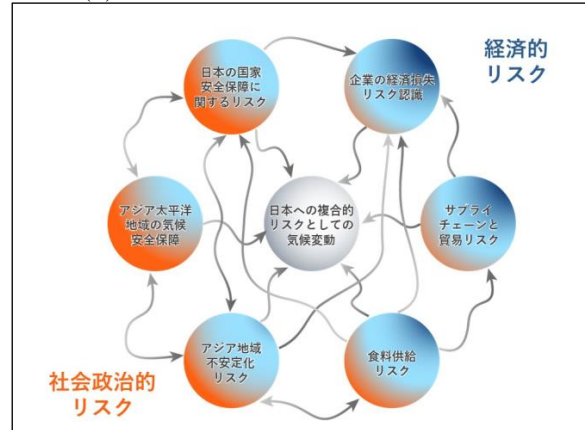 経済的
リスク
日本の国家
安全保障に
関するリスク
企業の経済損失
リスク認識
アジア太平洋
地域の気候
安全保障
日本への複合的
リスクとしての
気候変動
サプライ
チェーンと
貿易リスク
アジア地域
不安定化
リスク
食料供給
リスク
社会政治的
リスク